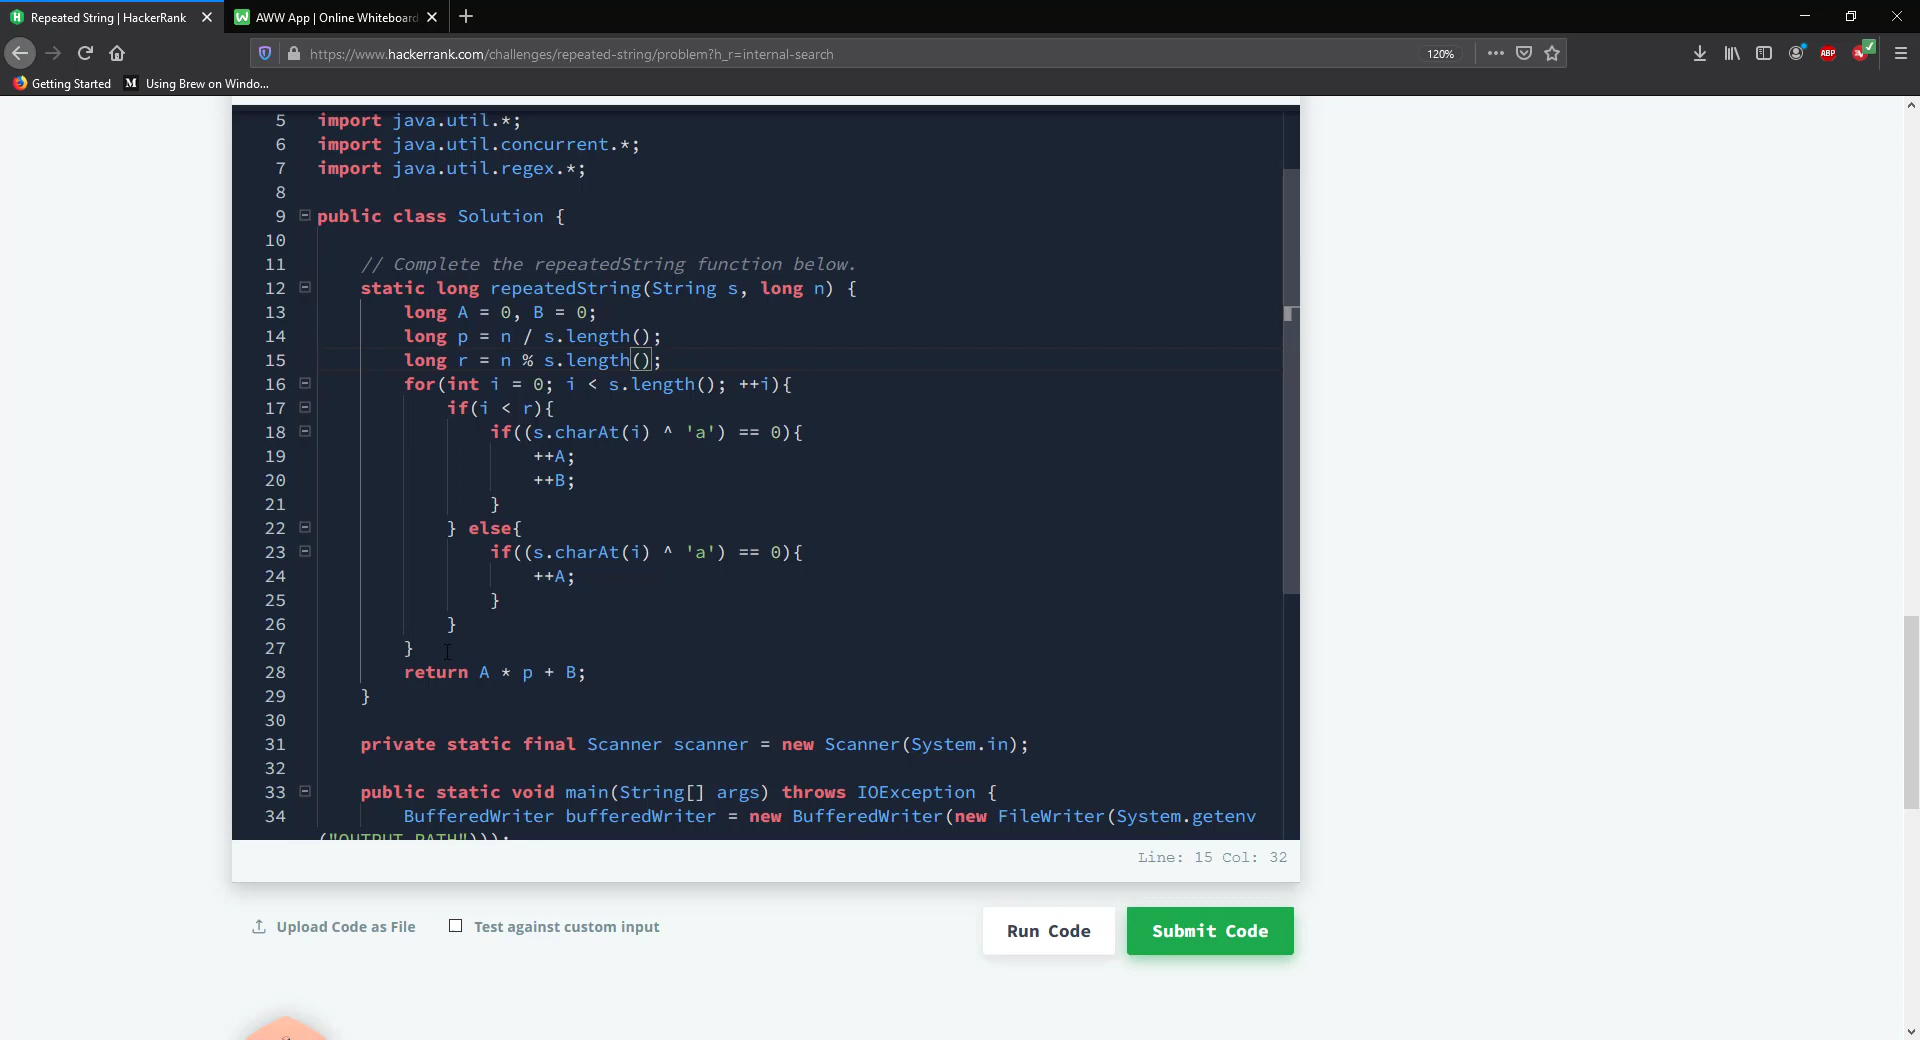 Repeated String | HackerRank
AWW App | Online Whiteboard
https://www.hackerrank.com/challenges/repeated-string/problem?h_r=internal-search
120%
ABP
Getting Started
M Using Brew on Windo...
5 import java.util.*;
6 import java.util.concurrent.*;
7 import java.util.regex.*;
8
9 public class Solution {
10
11 // Complete the repeatedString function below.
12 static long repeatedString(String s, long n) {
13 long A = 0, B = 0;
14 long p = n / s.length();
15 long r = n % s.length();
16 for(int i = 0; i < s.length(); ++i){
17 if(i < r){
18 if((s.charAt(i) ^ 'a') == 0){
19 ++A;
20 ++B;
21 }
22 } else{
23 if((s.charAt(i) ^ 'a') == 0){
24 ++A;
25 }
26 }
27 }
28 return A * p + B;
29 }
30
31 private static final Scanner scanner = new Scanner(System.in);
32
33 public static void main(String[] args) throws IOException {
34 BufferedWriter bufferedWriter = new BufferedWriter(new FileWriter(System.getenv
("OUTPUT_PATH")));
Line: 15 Col: 32
Upload Code as File
Test against custom input
Run Code
Submit Code